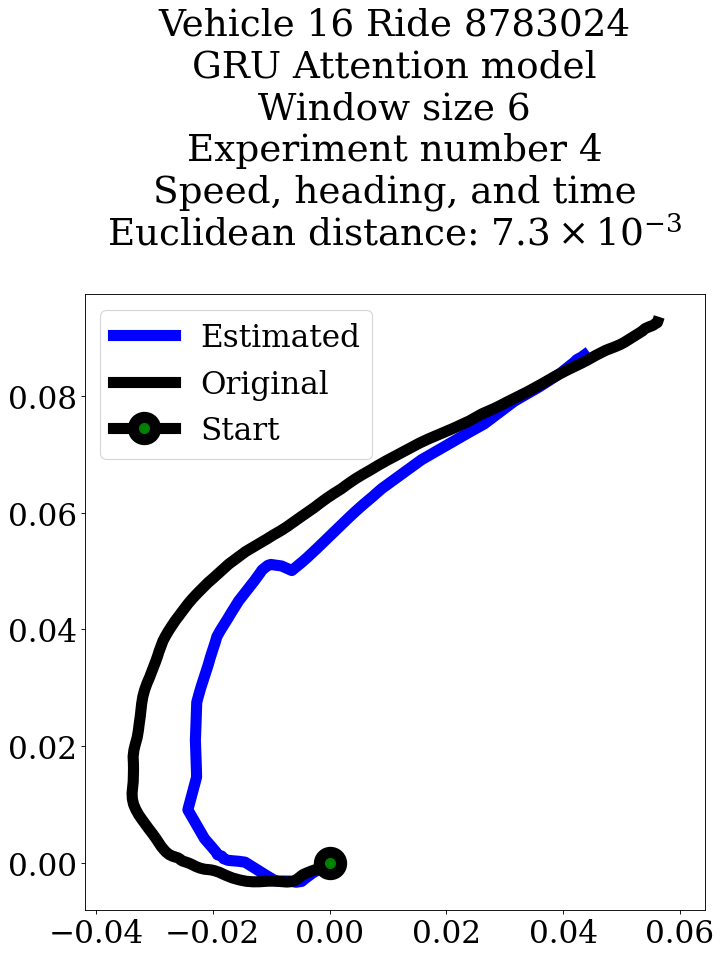 Vehicle 16 Ride 8783024
GRU Attention model
Window size 6
Experiment number 4
Speed, heading, and time
Euclidean distance: 7.3 × 10⁻³
Estimated
Original
Start
0.08
0.06
0.04
0.02
0.00
−0.04 −0.02 0.00 0.02 0.04 0.06